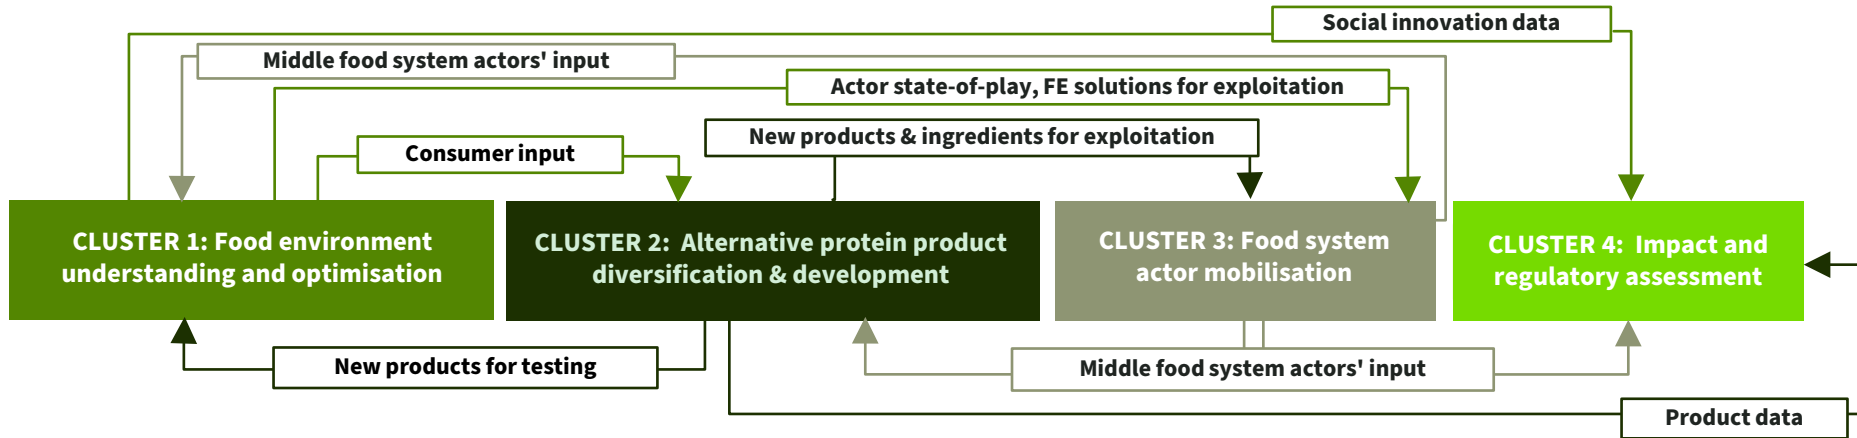 Social innovation data
Middle food system actors' input
Actor state-of-play, FE solutions for exploitation
New products & ingredients for exploitation
Consumer input
CLUSTER 1: Food environment
understanding and optimisation
CLUSTER 2: Alternative protein product
diversification & development
CLUSTER 3: Food system
actor mobilisation
CLUSTER 4: Impact and
regulatory assessment
New products for testing
Middle food system actors' input
Product data